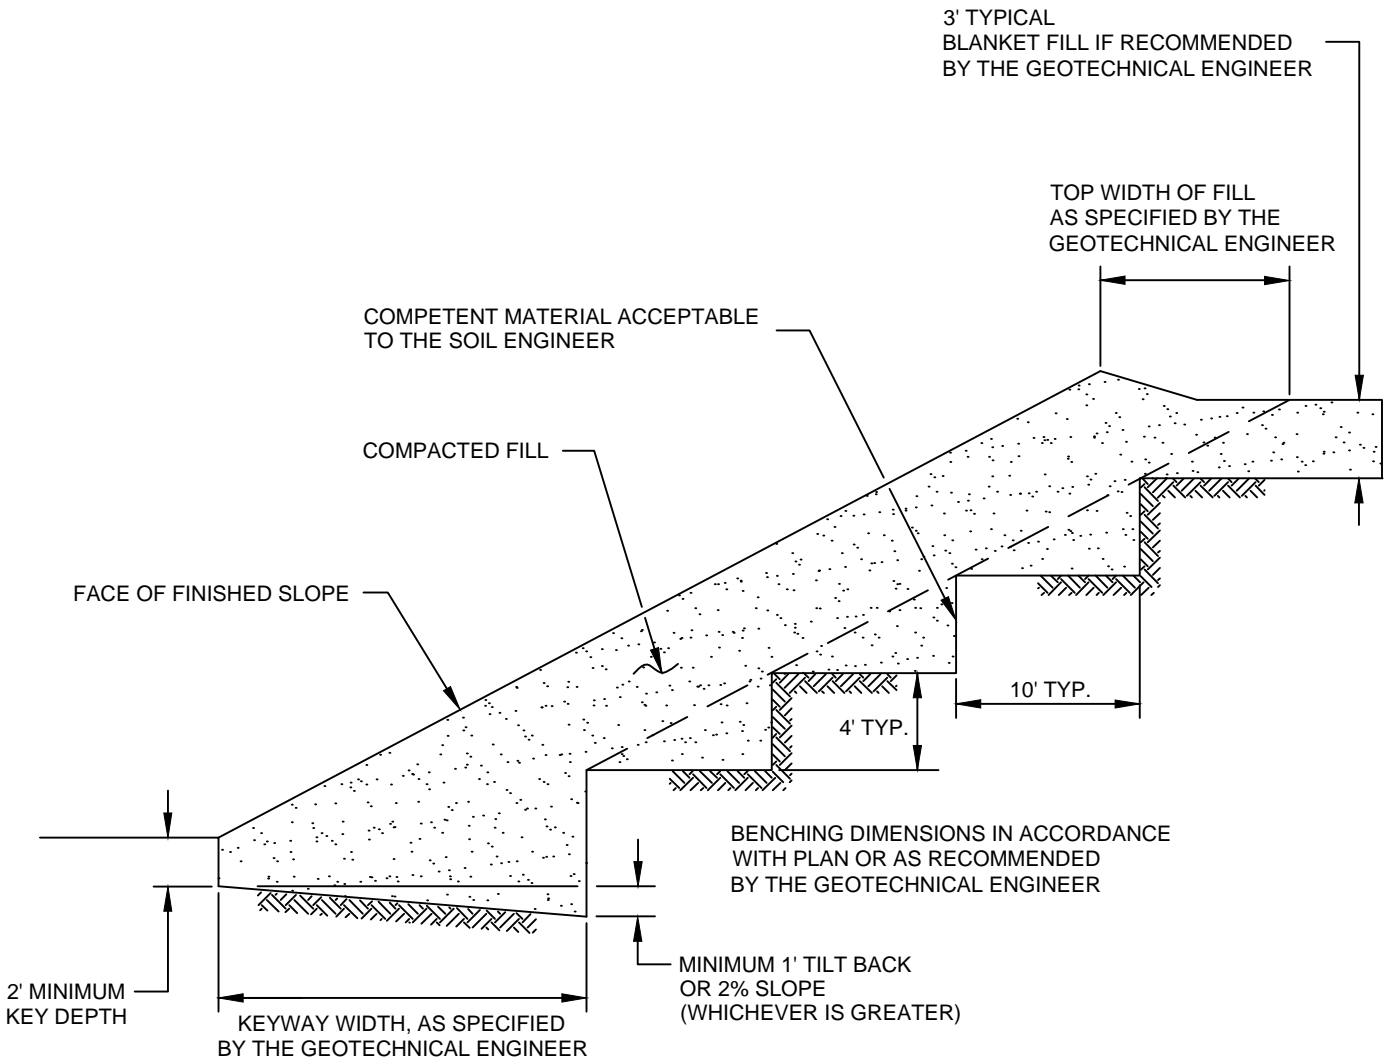 3' TYPICAL
BLANKET FILL IF RECOMMENDED
BY THE GEOTECHNICAL ENGINEER
TOP WIDTH OF FILL
AS SPECIFIED BY THE
GEOTECHNICAL ENGINEER
COMPETENT MATERIAL ACCEPTABLE
TO THE SOIL ENGINEER
COMPACTED FILL
FACE OF FINISHED SLOPE
10' TYP.
4' TYP.
BENCHING DIMENSIONS IN ACCORDANCE
WITH PLAN OR AS RECOMMENDED
BY THE GEOTECHNICAL ENGINEER
MINIMUM 1' TILT BACK
OR 2% SLOPE
(WHICHEVER IS GREATER)
2' MINIMUM
KEY DEPTH
KEYWAY WIDTH, AS SPECIFIED
BY THE GEOTECHNICAL ENGINEER